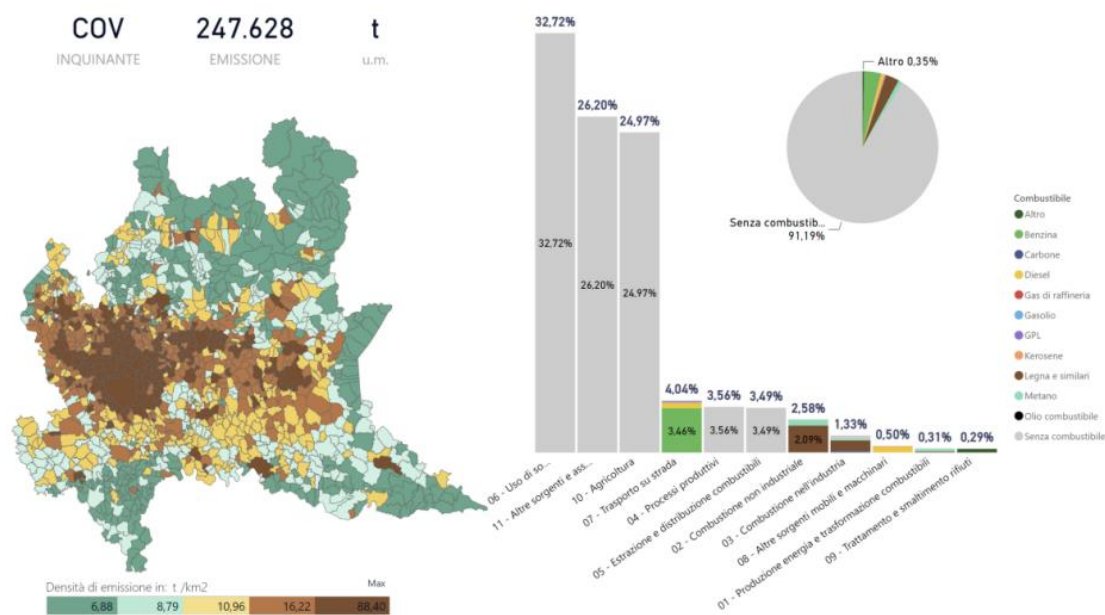 COV 247.628 t
INQUINANTE EMISSIONE u.m.
Densità di emissione in: t /km2 Max
6,88 8,79 10,96 16,22 88,40
32,72%
26,20%
24,97%
4,04%
3,56%
3,49%
2,58%
1,33%
0,50%
0,31%
0,29%
32,72%
26,20%
24,97%
3,46%
3,56%
3,49%
2,09%
06 - Uso di so...
11 - Altre sorgenti e ass...
10 - Agricoltura
07 - Trasporto su strada
04 - Processi produttivi
05 - Estrazione e distribuzione combustibili
02 - Combustione non industriale
03 - Combustione nell'industria
08 - Altre sorgenti mobili e macchinari
01 - Produzione energia e trasformazione combustibili
09 - Trattamento e smaltimento rifiuti
Altro 0,35%
Senza combustib...
91,19%
Combustibile
Altro
Benzina
Carbone
Diesel
Gas di raffineria
Gasolio
GPL
Kerosene
Legna e similari
Metano
Olio combustibile
Senza combustibile